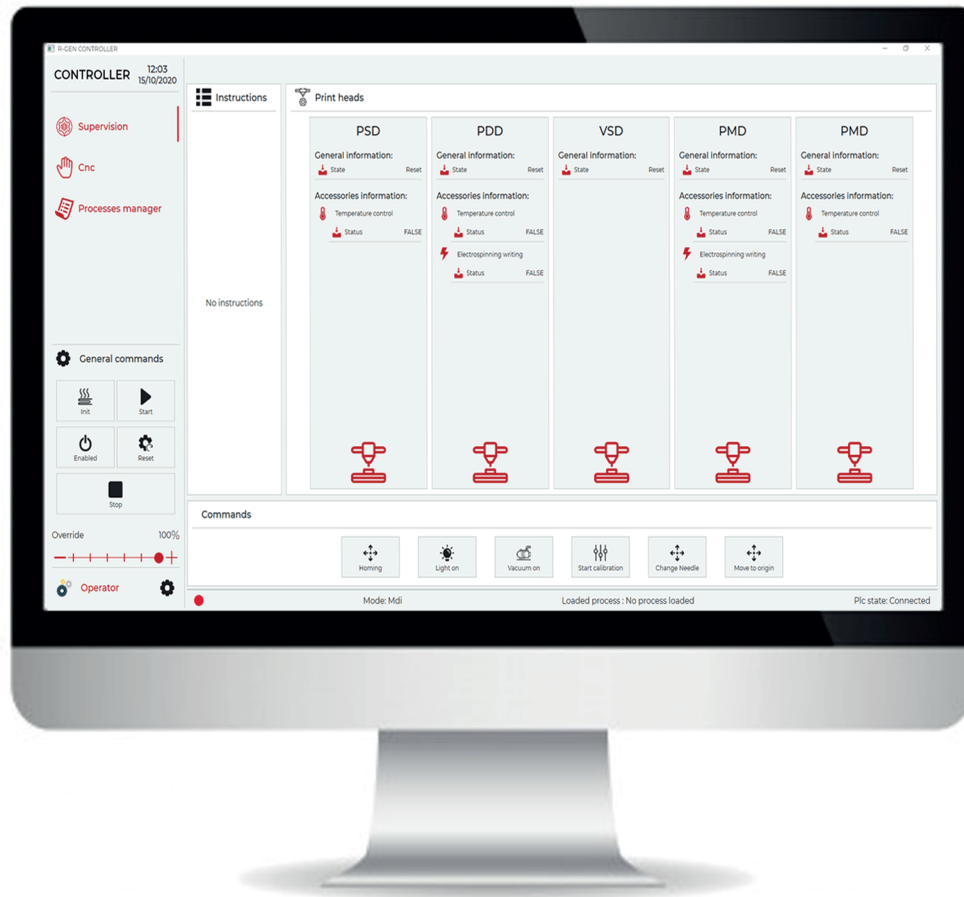 R-GEN CONTROLLER
CONTROLLER
12:03
15/10/2020
Supervision
Cnc
Processes manager
General commands
Init
Start
Enabled
Reset
Stop
Override 100%
Operator
Instructions
No instructions
Print heads
PSD
General information:
State Reset
Accessories information:
Temperature control
Status FALSE
PDD
General information:
State Reset
Accessories information:
Temperature control
Status FALSE
Electrospinning writing
Status FALSE
VSD
General information:
State Reset
PMD
General information:
State Reset
Accessories information:
Temperature control
Status FALSE
Electrospinning writing
Status FALSE
PMD
General information:
State Reset
Accessories information:
Temperature control
Status FALSE
Commands
Homing
Light on
Vacuum on
Start calibration
Change Needle
Move to origin
Mode: Mdi
Loaded process : No process loaded
Plc state: Connected